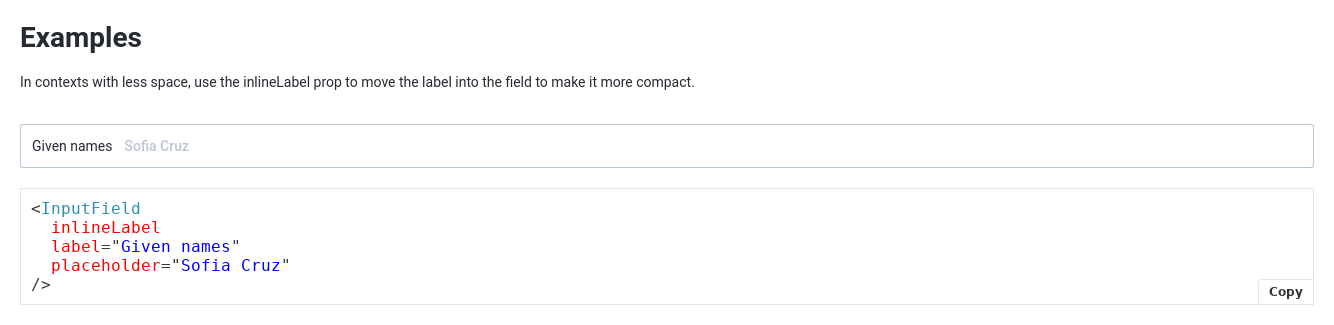 Examples
In contexts with less space, use the inlineLabel prop to move the label into the field to make it more compact.
Given names Sofia Cruz
<InputField
  inlineLabel
  label="Given names"
  placeholder="Sofia Cruz"
/>
Copy